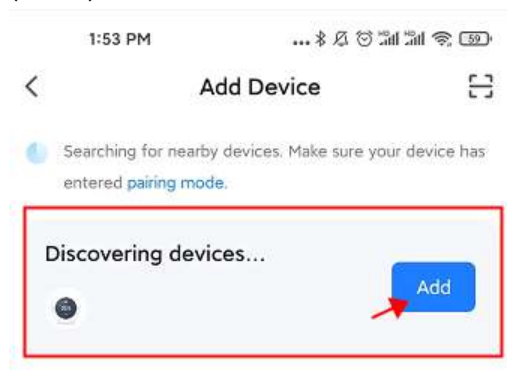 1:53 PM
59
Add Device
Searching for nearby devices. Make sure your device has
entered pairing mode.
Discovering devices...
Add